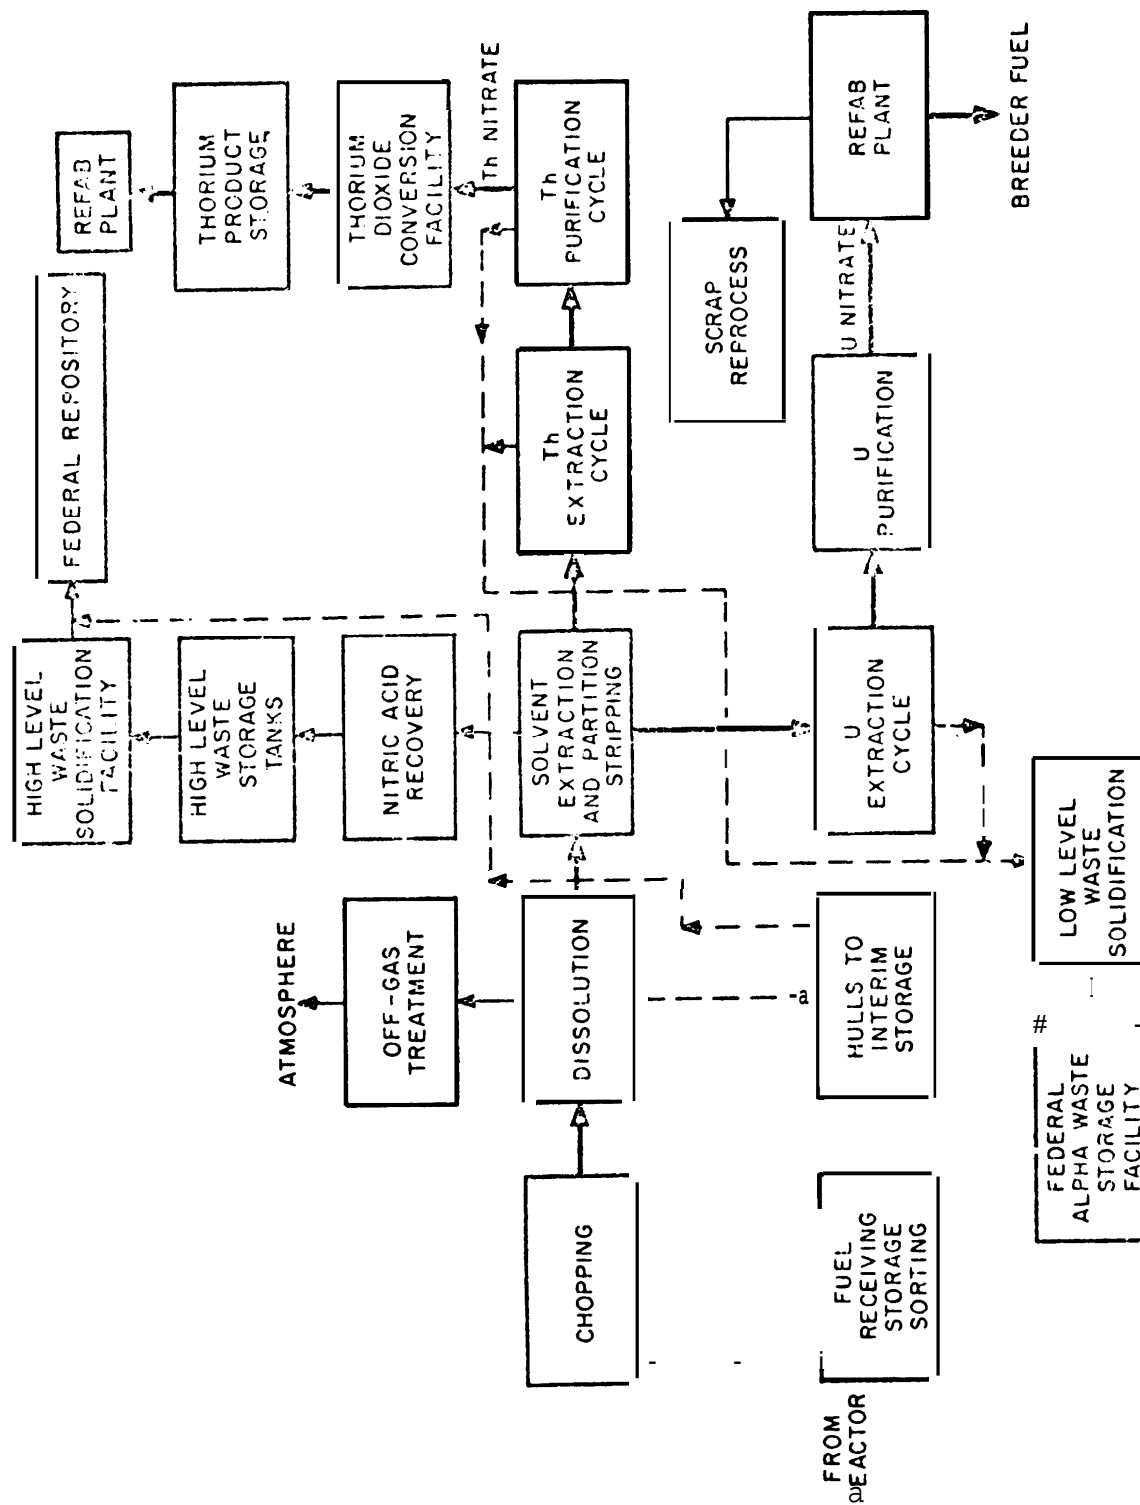 HIGH LEVEL
WASTE
SOLIDIFICATION
FACILITY
FEDERAL REPOSITORY
REFAB
PLANT
HIGH LEVEL
WASTE
STORAGE
TANKS
THORIUM
PRODUCT
STORAGE
ATMOSPHERE
OFF-GAS
TREATMENT
NITRIC ACID
RECOVERY
THORIUM
DIOXIDE
CONVERSION
FACILITY
Th NITRATE
CHOPPING
DISSOLUTION
SOLVENT
EXTRACTION
AND PARTITION
STRIPPING
Th
EXTRACTION
CYCLE
Th
PURIFICATION
CYCLE
SCRAP
REPROCESS
-a
FROM
@EACTOR
FUEL
RECEIVING
STORAGE
SORTING
HULLS TO
INTERIM
STORAGE
U
EXTRACTION
CYCLE
U
PURIFICATION
U NITRATE
REFAB
PLANT
BREEDER FUEL
FEDERAL
ALPHA WASTE
STORAGE
FACILITY
#
LOW LEVEL
WASTE
SOLIDIFICATION